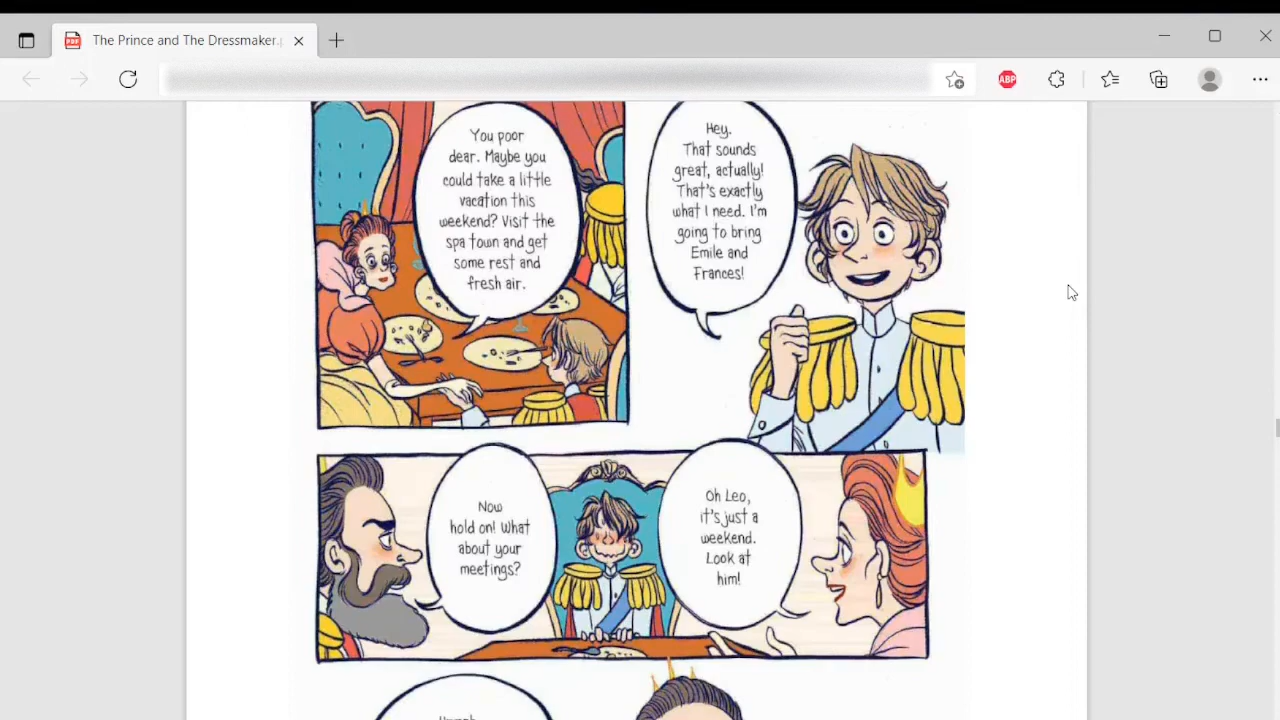 The Prince and The Dressmaker.p
ABP
You poor
dear. Maybe you
could take a little
vacation this
weekend? Visit the
spa town and get
some rest and
fresh air.
Hey.
That sounds
great, actually!
That's exactly
what I need. I'm
going to bring
Emile and
Frances!
Now
hold on! What
about your
meetings?
Oh Leo,
it's just a
weekend.
Look at
him!